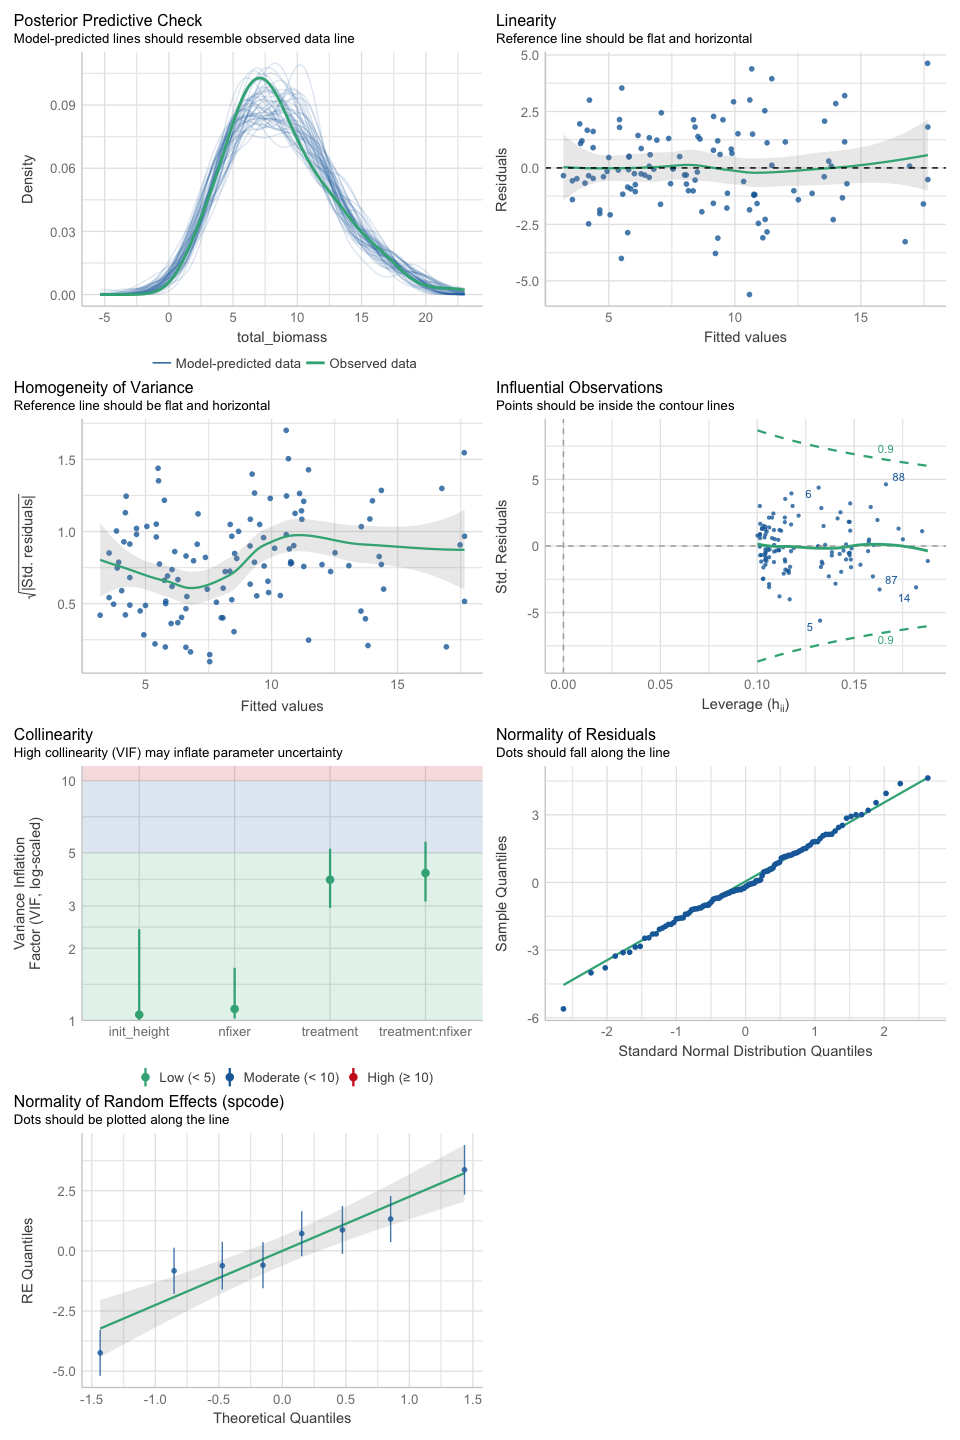 Posterior Predictive Check
Model-predicted lines should resemble observed data line
Density
0.09
0.06
0.03
0.00
-5
0
5
10
15
20
total_biomass
Model-predicted data
Observed data
Linearity
Reference line should be flat and horizontal
Residuals
5.0
2.5
0.0
-2.5
-5.0
5
10
15
Fitted values
Homogeneity of Variance
Reference line should be flat and horizontal
√|Std. residuals|
1.5
1.0
0.5
5
10
15
Fitted values
Influential Observations
Points should be inside the contour lines
Std. Residuals
5
0
-5
0.9
88
6
87
14
5
0.9
0.00
0.05
0.10
0.15
Leverage (hii)
Collinearity
High collinearity (VIF) may inflate parameter uncertainty
Variance Inflation
Factor (VIF, log-scaled)
10
5
3
2
1
init_height
nfixer
treatment
treatment:nfixer
Low (< 5)
Moderate (< 10)
High (≥ 10)
Normality of Residuals
Dots should fall along the line
Sample Quantiles
3
0
-3
-6
-2
-1
0
1
2
Standard Normal Distribution Quantiles
Normality of Random Effects (spcode)
Dots should be plotted along the line
RE Quantiles
2.5
0.0
-2.5
-5.0
-1.5
-1.0
-0.5
0.0
0.5
1.0
1.5
Theoretical Quantiles